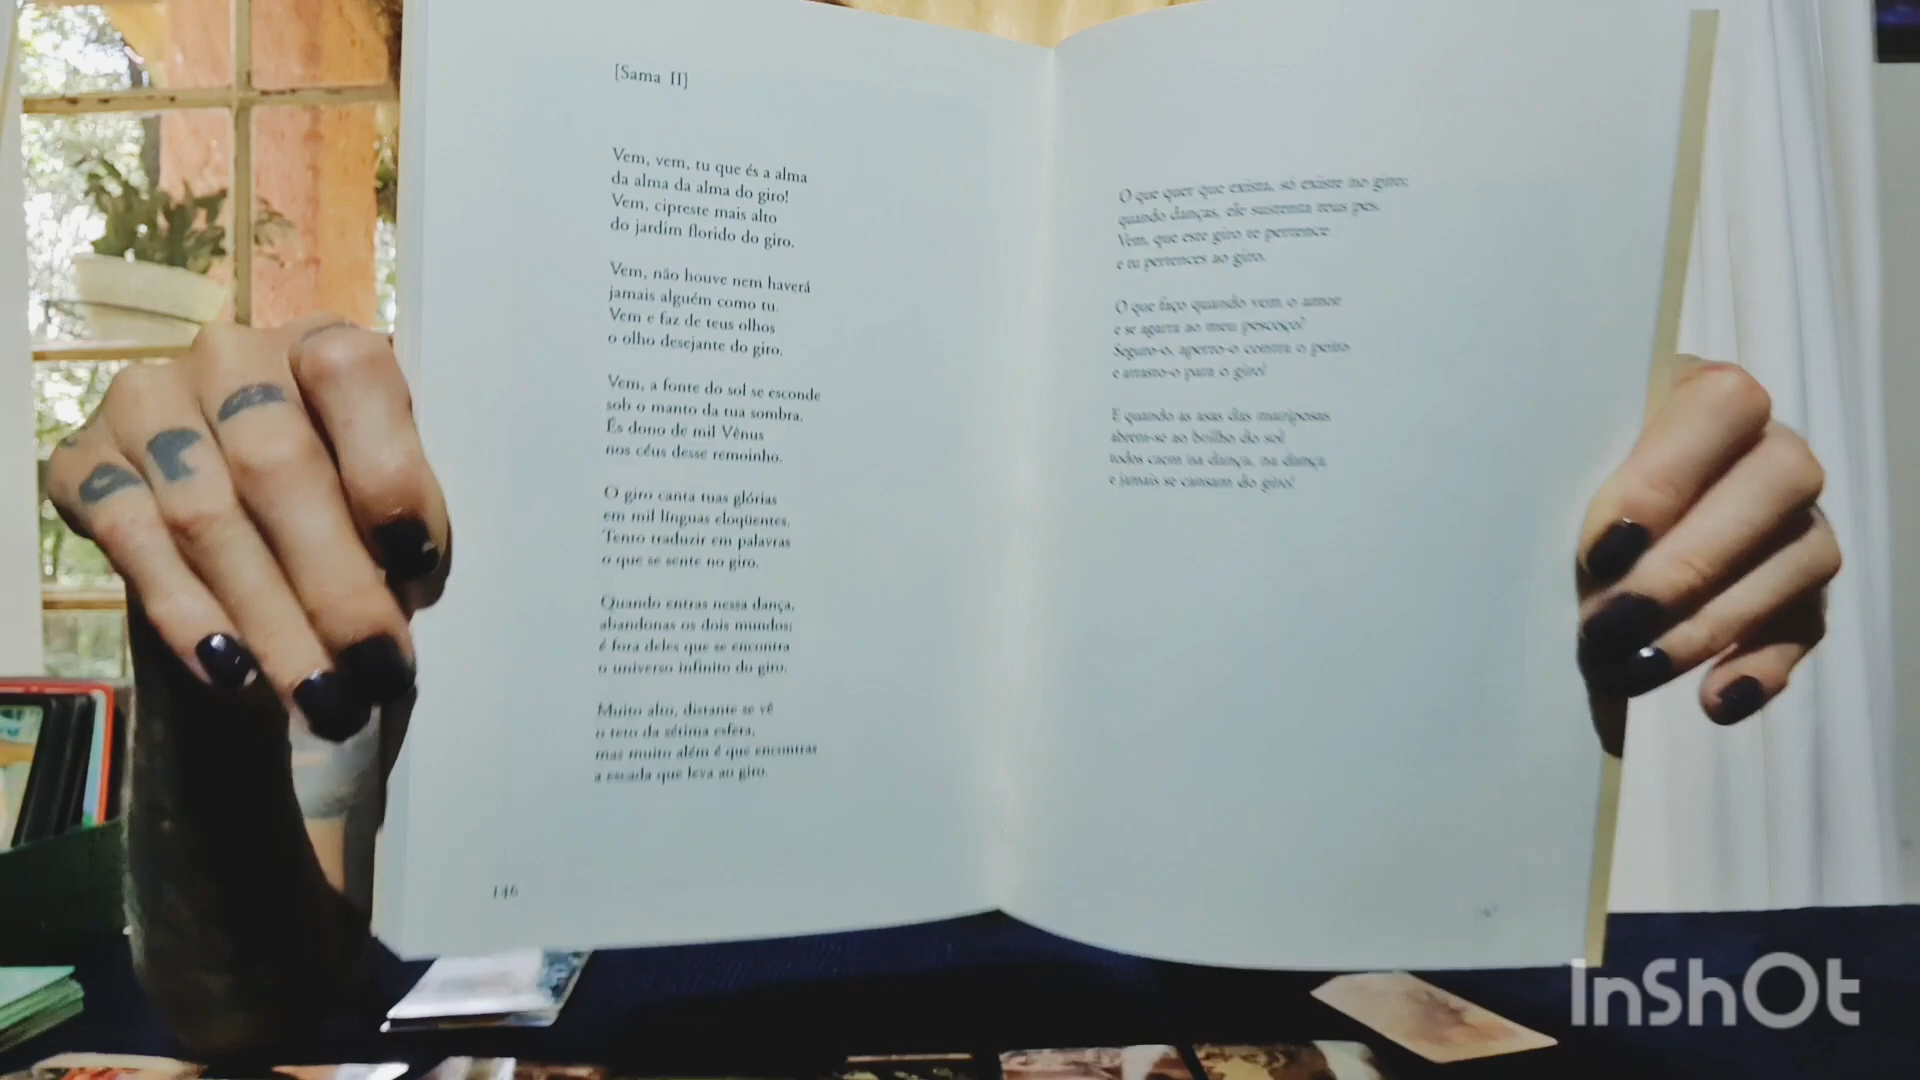 [Sama II]
Vem, vem, tu que és a alma
da alma da alma do giro!
Vem, cipreste mais alto
do jardim florido do giro.
Vem, não houve nem haverá
jamais alguém como tu.
Vem e faz de teus olhos
o olho desejante do giro.
Vem, a fonte do sol se esconde
sob o manto da tua sombra.
És dono de mil Vênus
nos céus desse remoinho.
O giro canta tuas glórias
em mil línguas eloqüentes.
Tento traduzir em palavras
o que se sente no giro.
Quando entras nessa dança,
abandonas os dois mundos;
é fora deles que se encontra
o universo infinito do giro.
Muito alto, distante se vê
o teto da sétima esfera,
mas muito além é que encontras
a escada que leva ao giro.
146
O que quer que exista, só existe no giro;
quando danças, ele sustenta teus pés.
Vem, que este giro te pertence
e tu pertences ao giro.
O que faço quando vem o amor
e se agarra ao meu pescoço?
Seguro-o, aperto-o contra o peito
e arrasto-o para o giro!
E quando as asas das mariposas
abrem-se ao brilho do sol
todos caem na dança, na dança
e jamais se cansam do giro!
InShOt